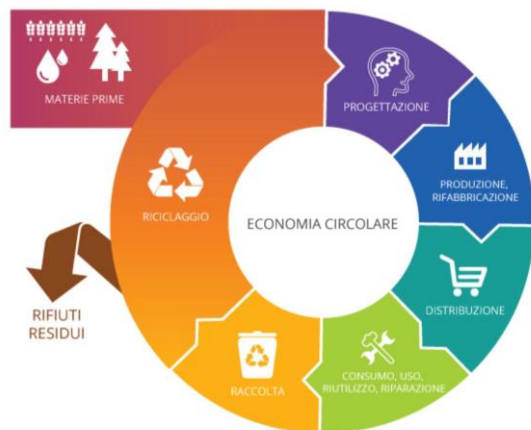 MATERIE PRIME
PROGETTAZIONE
PRODUZIONE,
RIFABBRICAZIONE
DISTRIBUZIONE
CONSUMO, USO,
RIUTILIZZO, RIPARAZIONE
RACCOLTA
RICICLAGGIO
RIFIUTI
RESIDUI
ECONOMIA CIRCOLARE